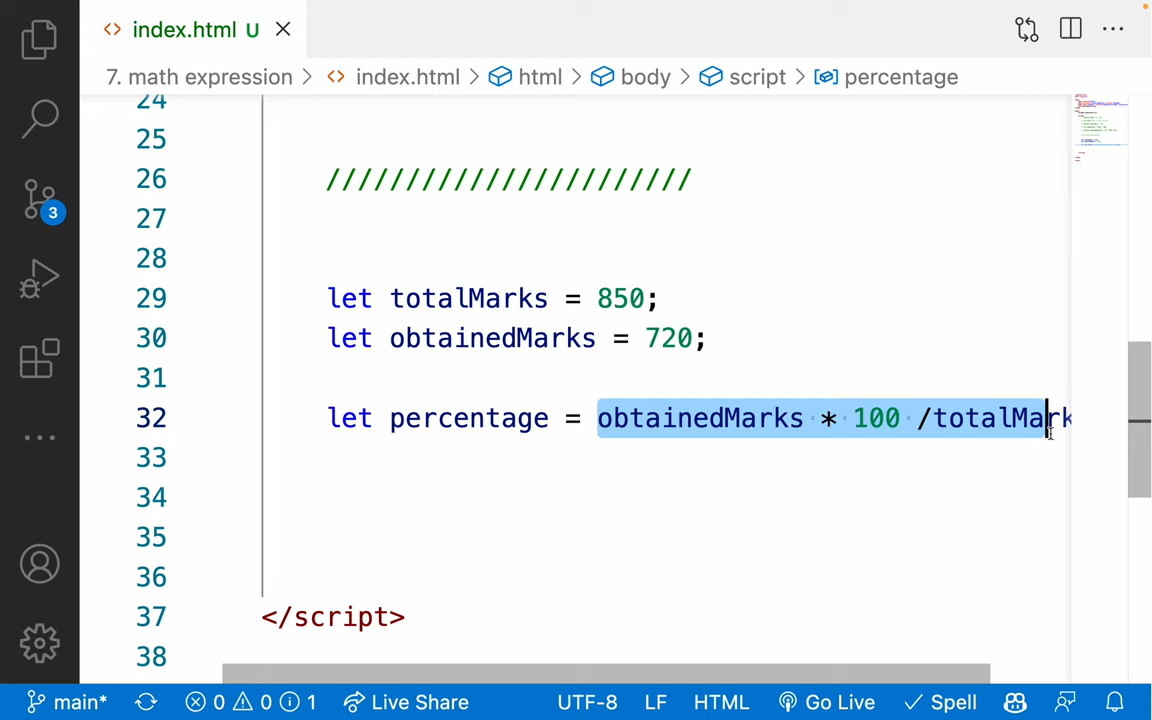 index.html U
7. math expression > index.html > html > body > script > percentage
24
25
26 ///////////////////////
27
28
29 let totalMarks = 850;
30 let obtainedMarks = 720;
31
32 let percentage = obtainedMarks * 100 /totalMark
33
34
35
36
37 </script>
38
3
main* 0 0 1 Live Share UTF-8 LF HTML Go Live Spell